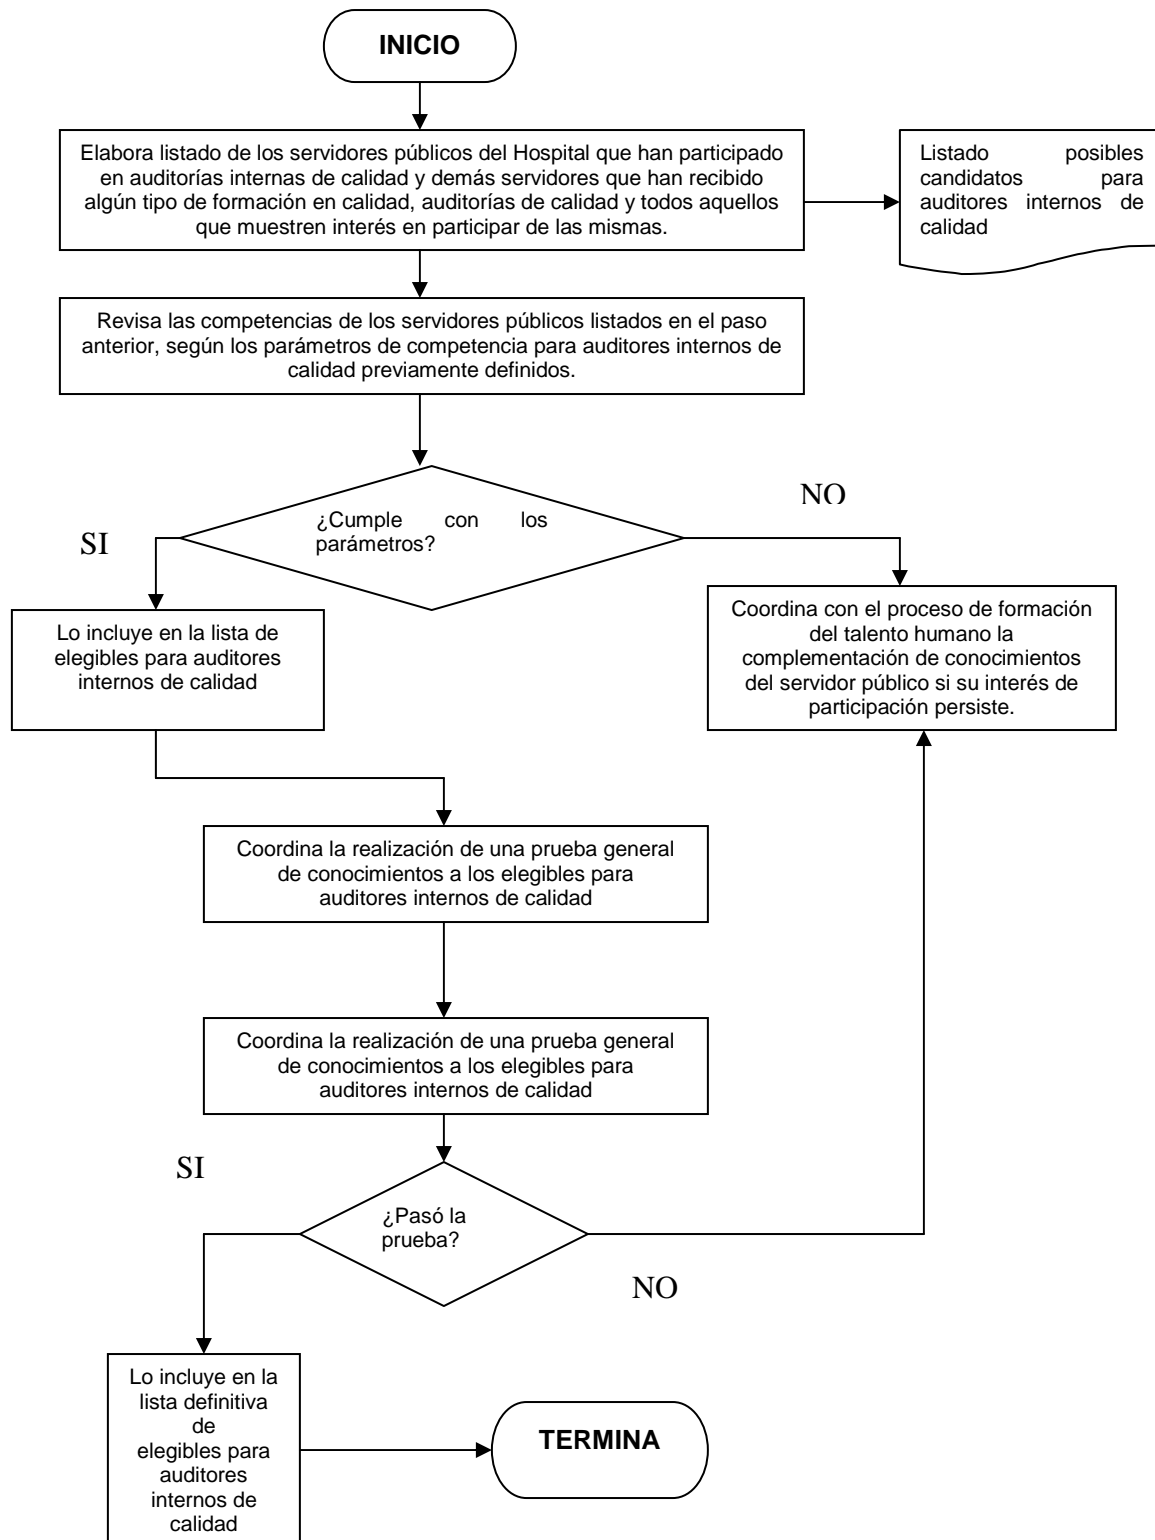 INICIO
Elabora listado de los servidores públicos del Hospital que han participado
en auditorías internas de calidad y demás servidores que han recibido
algún tipo de formación en calidad, auditorías de calidad y todos aquellos
que muestren interés en participar de las mismas.
Listado posibles
candidatos para
auditores internos de
calidad
Revisa las competencias de los servidores públicos listados en el paso
anterior, según los parámetros de competencia para auditores internos de
calidad previamente definidos.
¿Cumple con los
parámetros?
SI
NO
Lo incluye en la lista de
elegibles para auditores
internos de calidad
Coordina con el proceso de formación
del talento humano la
complementación de conocimientos
del servidor público si su interés de
participación persiste.
Coordina la realización de una prueba general
de conocimientos a los elegibles para
auditores internos de calidad
Coordina la realización de una prueba general
de conocimientos a los elegibles para
auditores internos de calidad
SI
¿Pasó la
prueba?
NO
Lo incluye en la
lista definitiva
de
elegibles para
auditores
internos de
calidad
TERMINA